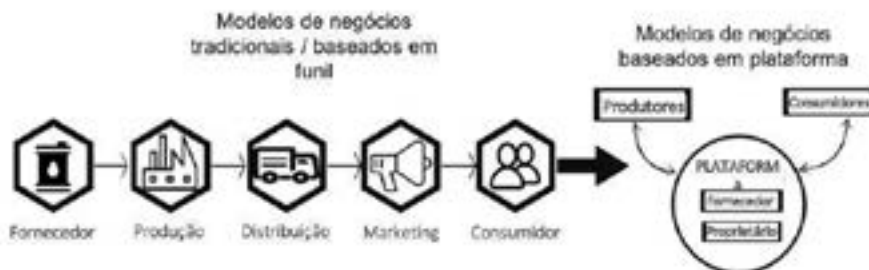 Modelos de negócios
tradicionais / baseados em
funil
Fornecedor
Produção
Distribuição
Marketing
Consumidor
Modelos de negócios
baseados em plataforma
Produtores
Consumidores
PLATAFORM
a
Fornecedor
Proprietário